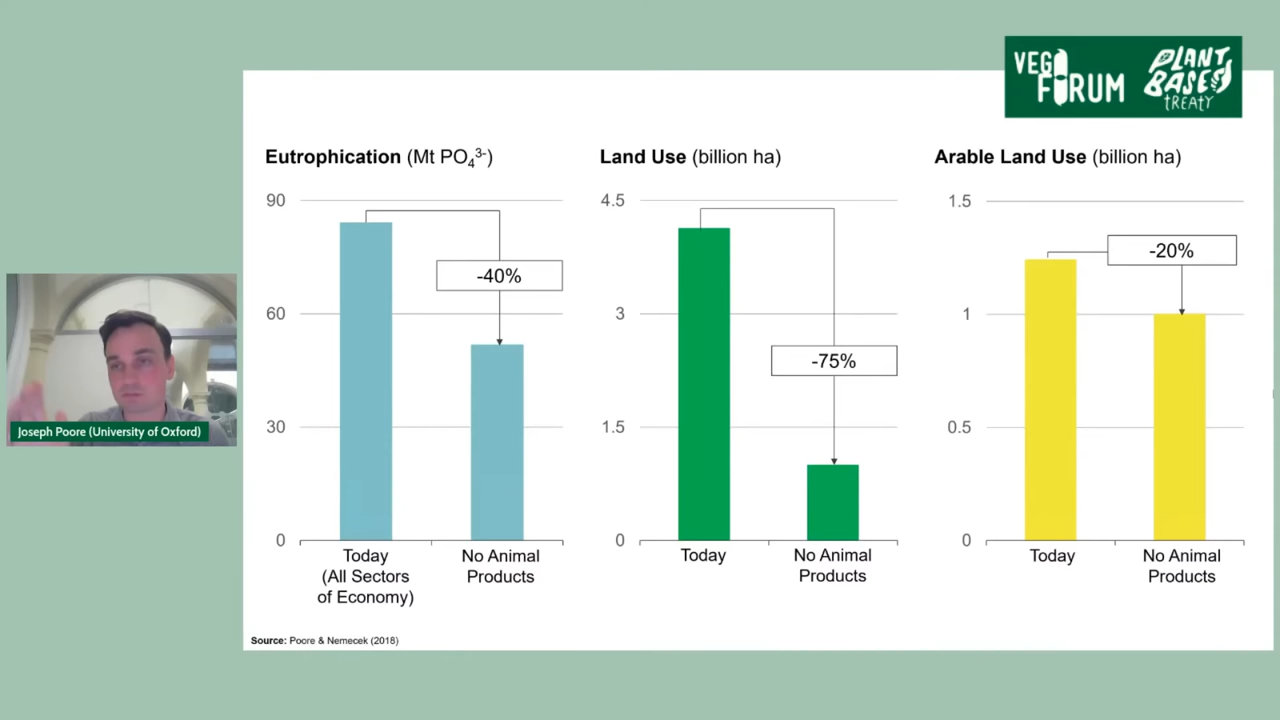 VEGO
FORUM
PLANT
BASED
TREATY
Eutrophication (Mt PO₄³⁻)
90
60
30
0
-40%
Today
(All Sectors
of Economy)
No Animal
Products
Land Use (billion ha)
4.5
3
1.5
0
-75%
Today
No Animal
Products
Arable Land Use (billion ha)
1.5
1
0.5
0
-20%
Today
No Animal
Products
Joseph Poore (University of Oxford)
Source: Poore & Nemecek (2018)